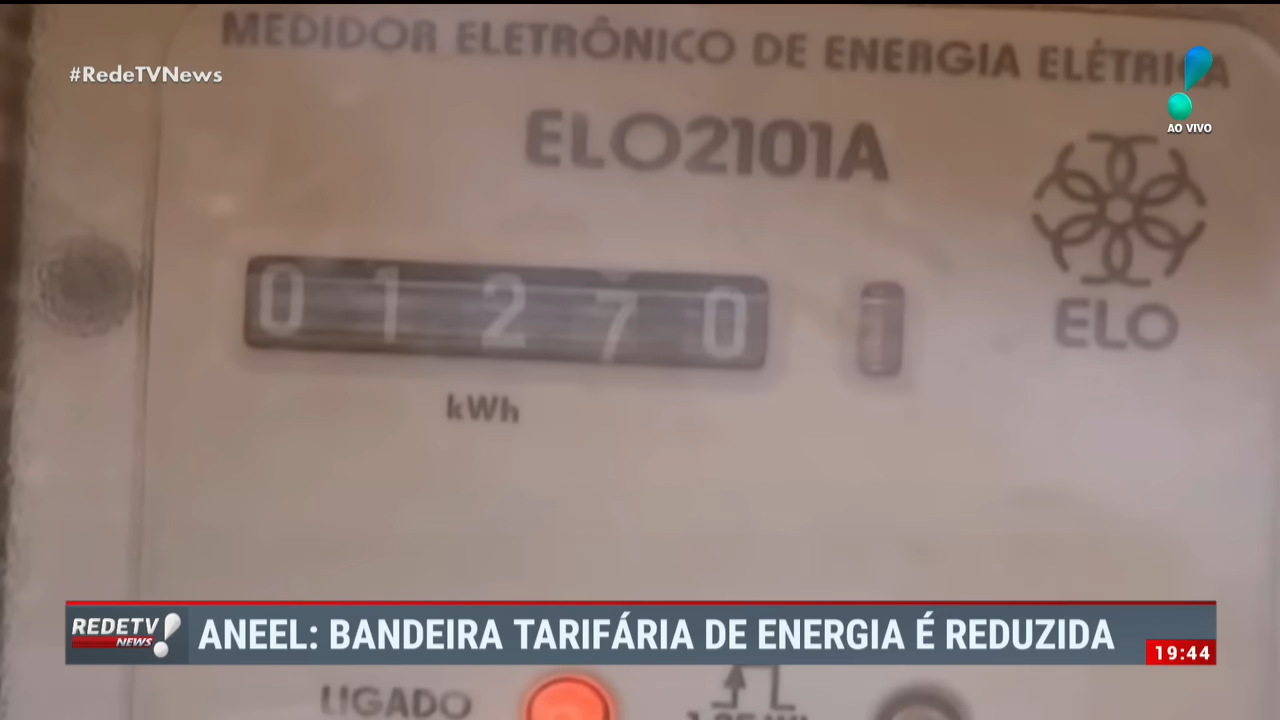 MEDIDOR ELETRÔNICO DE ENERGIA ELÉTRICA
#RedeTVNews
AO VIVO
ELO2101A
ELO
01270
kWh
REDETV!
NEWS
ANEEL: BANDEIRA TARIFÁRIA DE ENERGIA É REDUZIDA
19:44
LIGADO